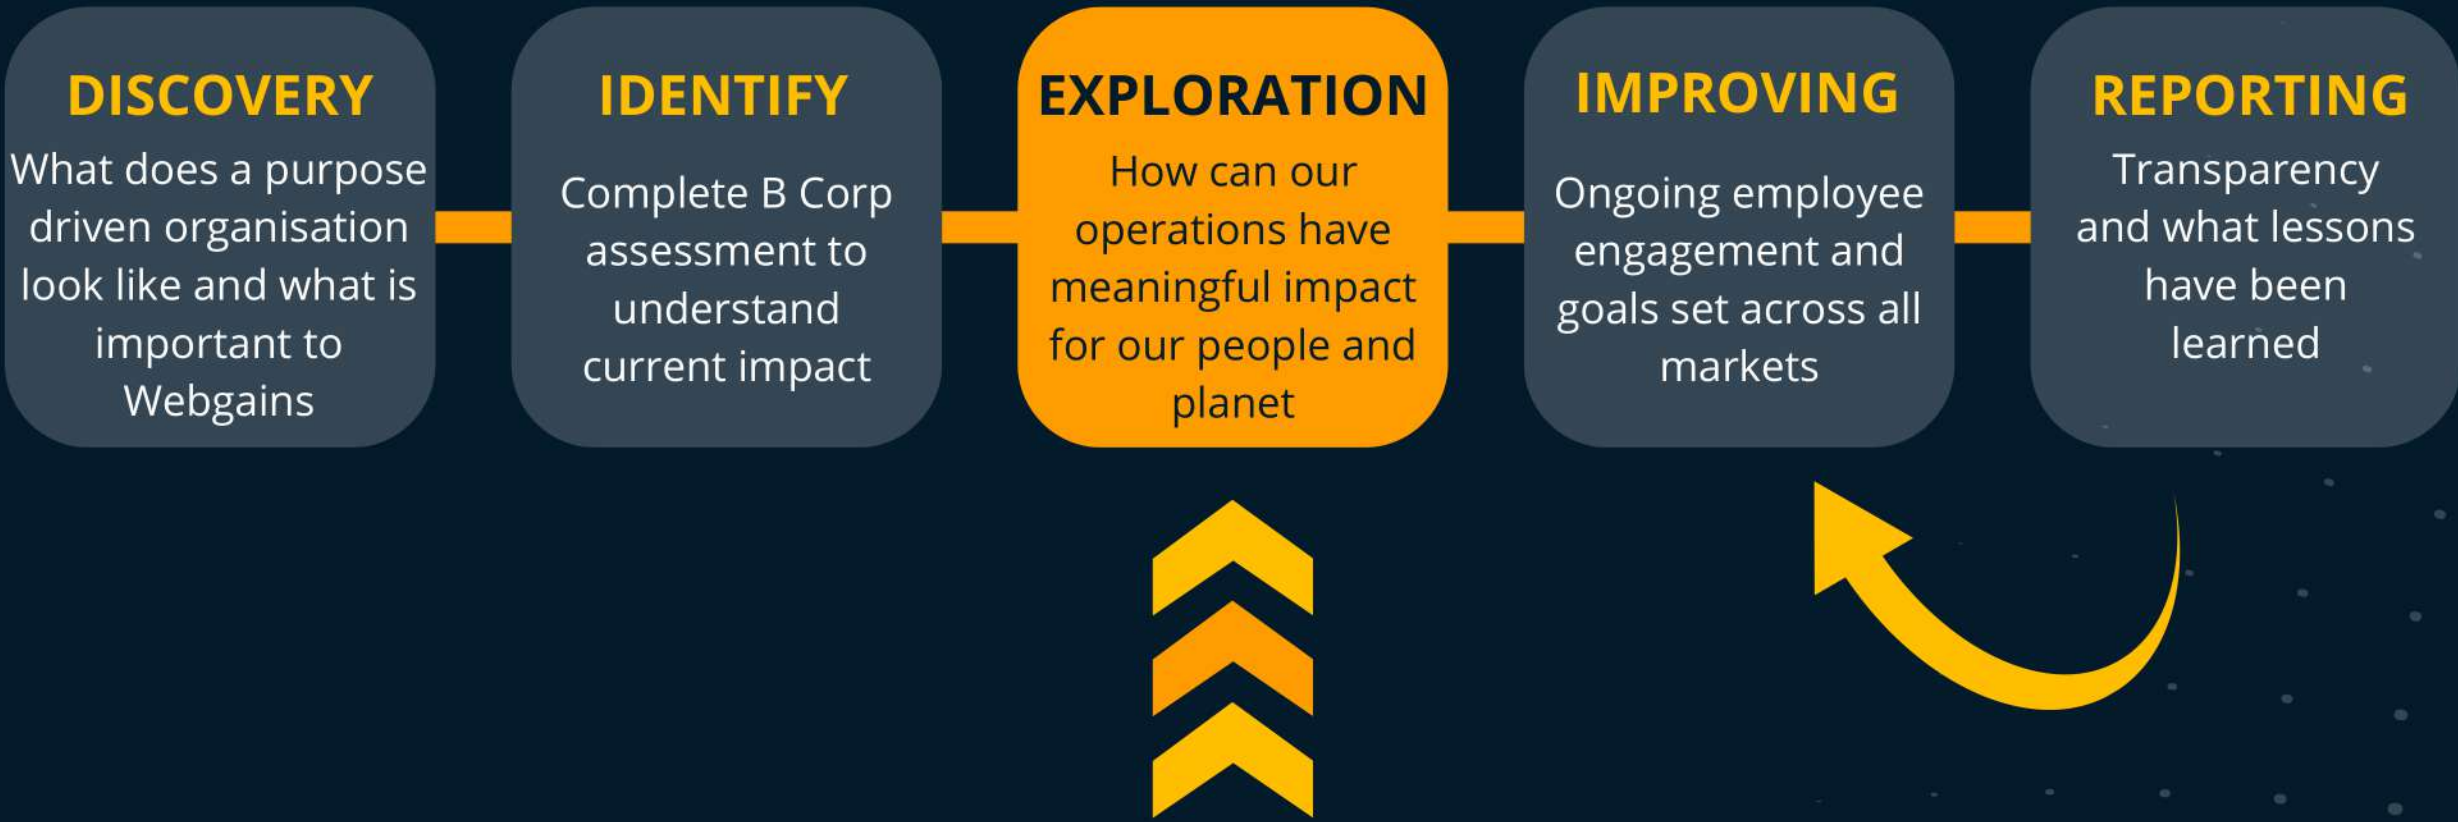 DISCOVERY
What does a purpose
driven organisation
look like and what is
important to
Webgains
IDENTIFY
Complete B Corp
assessment to
understand
current impact
EXPLORATION
How can our
operations have
meaningful impact
for our people and
planet
IMPROVING
Ongoing employee
engagement and
goals set across all
markets
REPORTING
Transparency
and what lessons
have been
learned